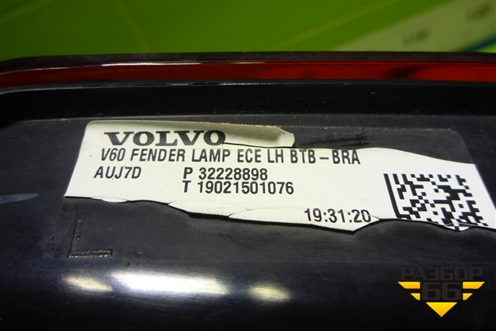 VOLVO
V60 FENDER LAMP ECE LH BTB-BRA
AUJ7D P 32228898
T 19021501076
19:31:20
L
РАЗБОР
66